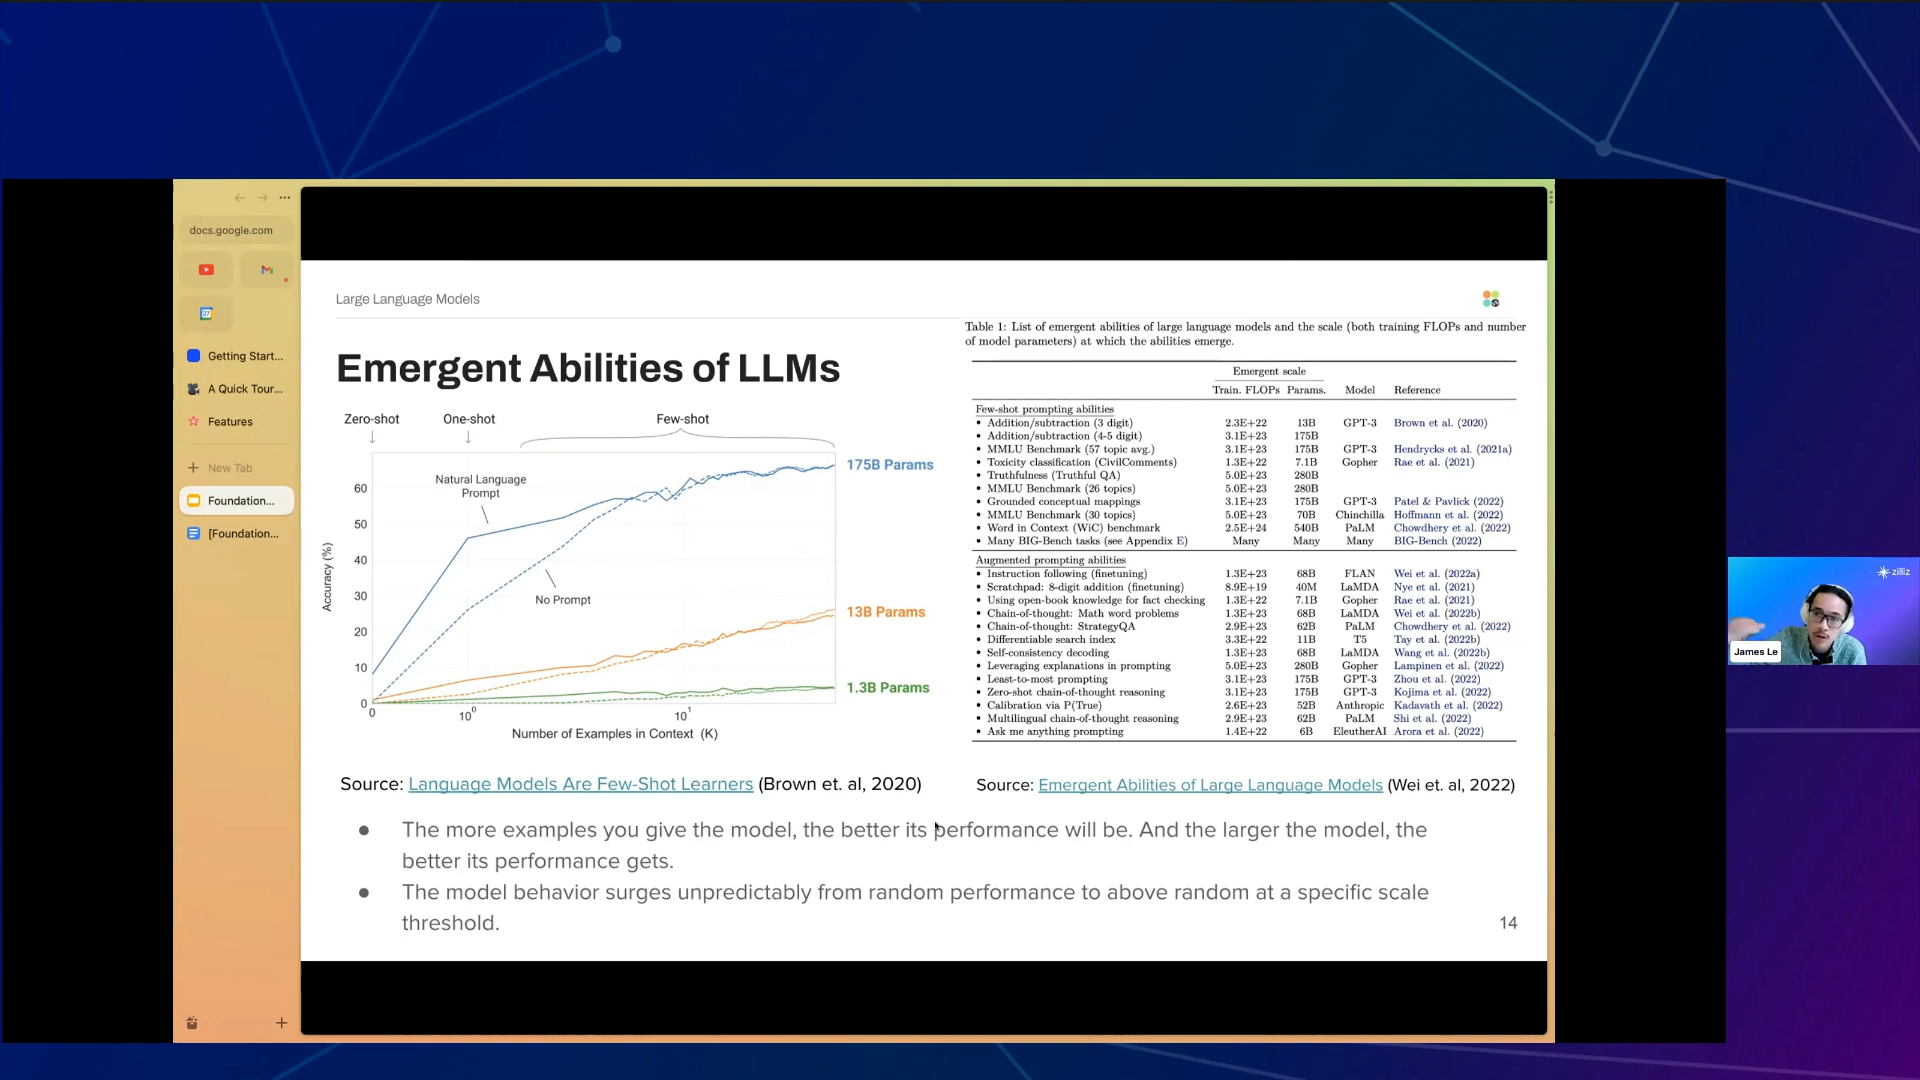 docs.google.com
Getting Start...
A Quick Tour...
Features
New Tab
Foundation...
[Foundation...
Large Language Models
Emergent Abilities of LLMs
Zero-shot
One-shot
Few-shot
Natural Language
Prompt
No Prompt
175B Params
13B Params
1.3B Params
Accuracy (%)
60
50
40
30
20
10
0
0
10⁰
10¹
Number of Examples in Context (K)
Source: Language Models Are Few-Shot Learners (Brown et. al, 2020)
Table 1: List of emergent abilities of large language models and the scale (both training FLOPs and number
of model parameters) at which the abilities emerge.
Emergent scale
Train. FLOPs Params. Model Reference
Few-shot prompting abilities
• Addition/subtraction (3 digit) 2.3E+22 13B GPT-3 Brown et al. (2020)
• Addition/subtraction (4-5 digit) 3.1E+23 175B
• MMLU Benchmark (57 topic avg.) 3.1E+23 175B GPT-3 Hendrycks et al. (2021a)
• Toxicity classification (CivilComments) 1.3E+22 7.1B Gopher Rae et al. (2021)
• Truthfulness (Truthful QA) 5.0E+23 280B
• MMLU Benchmark (26 topics) 5.0E+23 280B
• Grounded conceptual mappings 3.1E+23 175B GPT-3 Patel & Pavlick (2022)
• MMLU Benchmark (30 topics) 5.0E+23 70B Chinchilla Hoffmann et al. (2022)
• Word in Context (WiC) benchmark 2.5E+24 540B PaLM Chowdhery et al. (2022)
• Many BIG-Bench tasks (see Appendix E) Many Many Many BIG-Bench (2022)
Augmented prompting abilities
• Instruction following (finetuning) 1.3E+23 68B FLAN Wei et al. (2022a)
• Scratchpad: 8-digit addition (finetuning) 8.9E+19 40M LaMDA Nye et al. (2021)
• Using open-book knowledge for fact checking 1.3E+22 7.1B Gopher Rae et al. (2021)
• Chain-of-thought: Math word problems 1.3E+23 68B LaMDA Wei et al. (2022b)
• Chain-of-thought: StrategyQA 2.9E+23 62B PaLM Chowdhery et al. (2022)
• Differentiable search index 3.3E+22 11B T5 Tay et al. (2022b)
• Self-consistency decoding 1.3E+23 68B LaMDA Wang et al. (2022b)
• Leveraging explanations in prompting 5.0E+23 280B Gopher Lampinen et al. (2022)
• Least-to-most prompting 3.1E+23 175B GPT-3 Zhou et al. (2022)
• Zero-shot chain-of-thought reasoning 3.1E+23 175B GPT-3 Kojima et al. (2022)
• Calibration via P(True) 2.6E+23 52B Anthropic Kadavath et al. (2022)
• Multilingual chain-of-thought reasoning 2.9E+23 62B PaLM Shi et al. (2022)
• Ask me anything prompting 1.4E+22 6B EleutherAI Arora et al. (2022)
Source: Emergent Abilities of Large Language Models (Wei et. al, 2022)
● The more examples you give the model, the better its performance will be. And the larger the model, the
better its performance gets.
● The model behavior surges unpredictably from random performance to above random at a specific scale
threshold.
14
zilliz
James Le